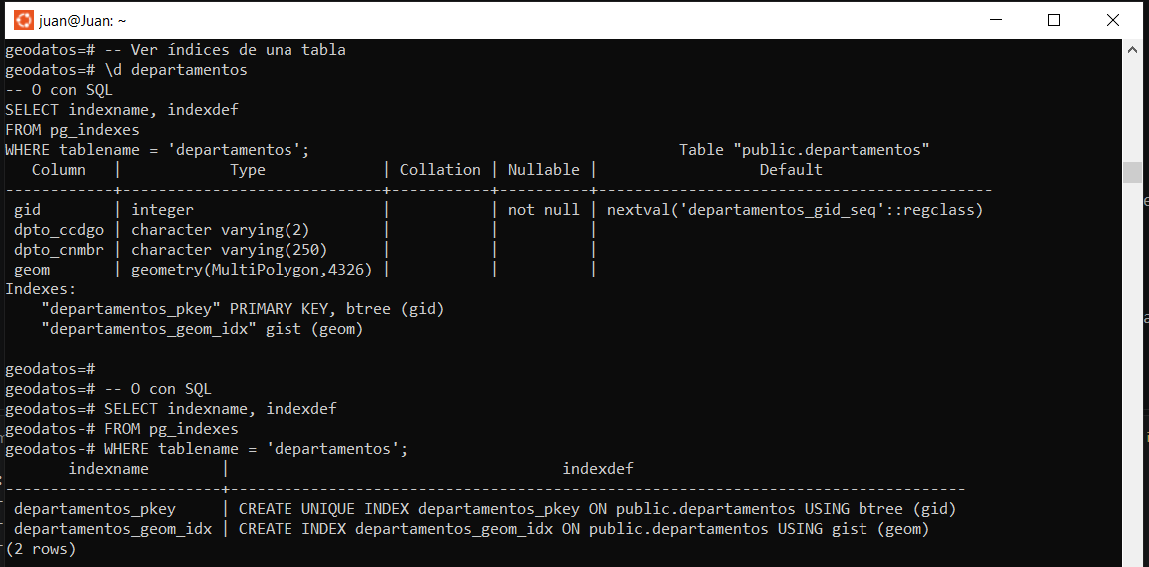 juan@Juan: ~
geodatos=# -- Ver índices de una tabla
geodatos=# \d departamentos
-- O con SQL
SELECT indexname, indexdef
FROM pg_indexes
WHERE tablename = 'departamentos';                                         Table "public.departamentos"
   Column   |            Type             | Collation | Nullable |                  Default
------------+-----------------------------+-----------+----------+--------------------------------------------
 gid        | integer                     |           | not null | nextval('departamentos_gid_seq'::regclass)
 dpto_ccdgo | character varying(2)        |           |          |
 dpto_cnmbr | character varying(250)      |           |          |
 geom       | geometry(MultiPolygon,4326) |           |          |
Indexes:
    "departamentos_pkey" PRIMARY KEY, btree (gid)
    "departamentos_geom_idx" gist (geom)
geodatos=#
geodatos=# -- O con SQL
geodatos=# SELECT indexname, indexdef
geodatos-# FROM pg_indexes
geodatos-# WHERE tablename = 'departamentos';
       indexname        |                                     indexdef
------------------------+----------------------------------------------------------------------------------
 departamentos_pkey     | CREATE UNIQUE INDEX departamentos_pkey ON public.departamentos USING btree (gid)
 departamentos_geom_idx | CREATE INDEX departamentos_geom_idx ON public.departamentos USING gist (geom)
(2 rows)